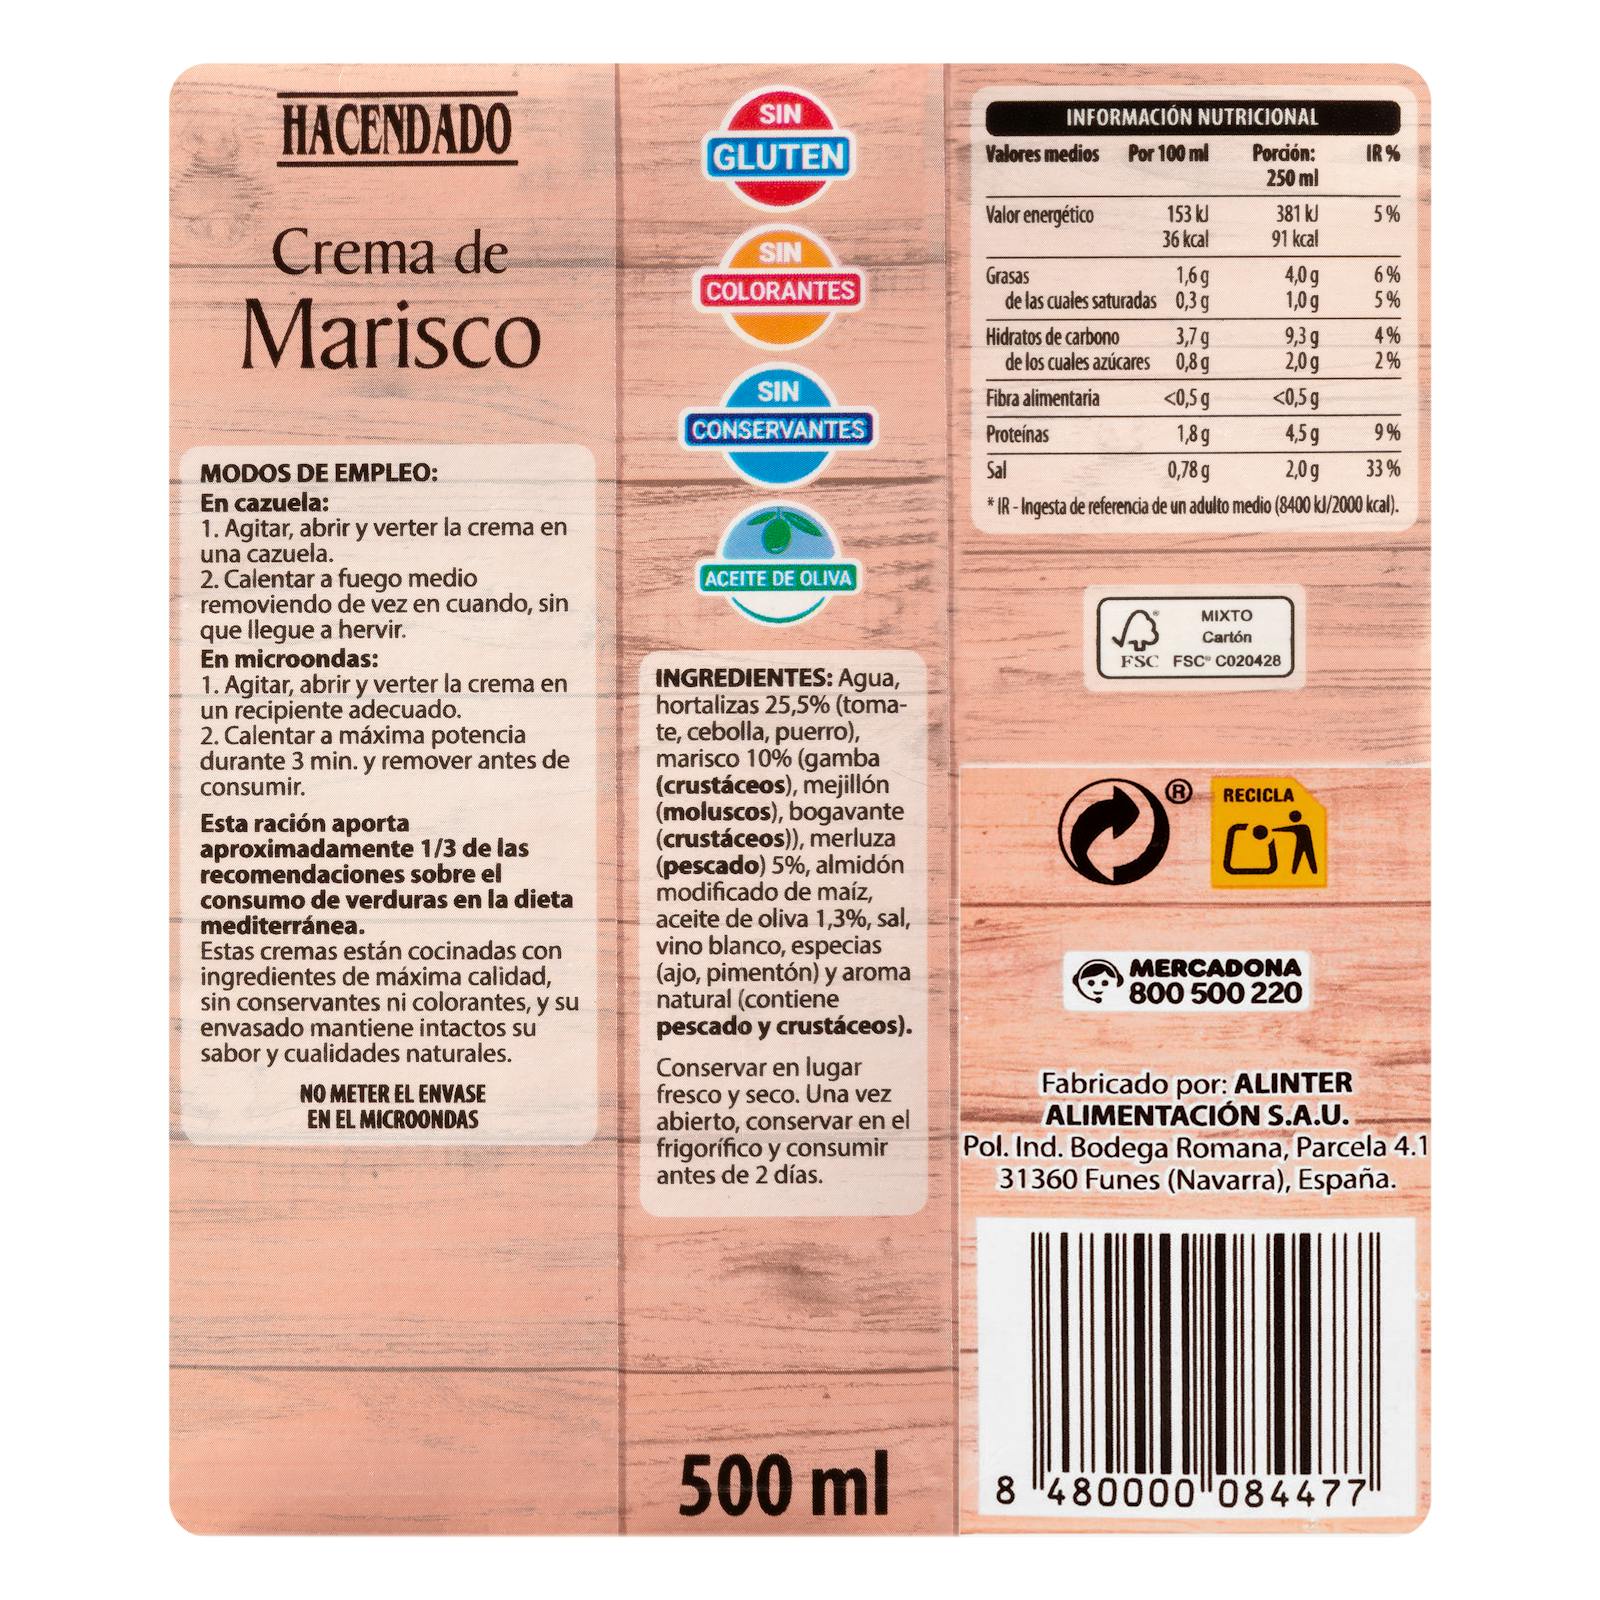 HACENDADO
Crema de
Marisco
MODOS DE EMPLEO:
En cazuela:
1. Agitar, abrir y verter la crema en
una cazuela.
2. Calentar a fuego medio
removiendo de vez en cuando, sin
que llegue a hervir.
En microondas:
1. Agitar, abrir y verter la crema en
un recipiente adecuado.
2. Calentar a máxima potencia
durante 3 min. y remover antes de
consumir.
Esta ración aporta
aproximadamente 1/3 de las
recomendaciones sobre el
consumo de verduras en la dieta
mediterránea.
Estas cremas están cocinadas con
ingredientes de máxima calidad,
sin conservantes ni colorantes, y su
envasado mantiene intactos su
sabor y cualidades naturales.
NO METER EL ENVASE
EN EL MICROONDAS
SIN
GLUTEN
SIN
COLORANTES
SIN
CONSERVANTES
ACEITE DE OLIVA
INGREDIENTES: Agua,
hortalizas 25,5% (toma-
te, cebolla, puerro),
marisco 10% (gamba
(crustáceos), mejillón
(moluscos), bogavante
(crustáceos)), merluza
(pescado) 5%, almidón
modificado de maíz,
aceite de oliva 1,3%, sal,
vino blanco, especias
(ajo, pimentón) y aroma
natural (contiene
pescado y crustáceos).
Conservar en lugar
fresco y seco. Una vez
abierto, conservar en el
frigorífico y consumir
antes de 2 días.
500 ml
INFORMACIÓN NUTRICIONAL
Valores medios Por 100 ml Porción: IR %
250 ml
Valor energético 153 kJ 381 kJ 5 %
36 kcal 91 kcal
Grasas 1,6 g 4,0 g 6 %
de las cuales saturadas 0,3 g 1,0 g 5 %
Hidratos de carbono 3,7 g 9,3 g 4 %
de los cuales azúcares 0,8 g 2,0 g 2 %
Fibra alimentaria <0,5 g <0,5 g
Proteínas 1,8 g 4,5 g 9 %
Sal 0,78 g 2,0 g 33 %
* IR - Ingesta de referencia de un adulto medio (8400 kJ/2000 kcal).
MIXTO
Cartón
FSC FSC® C020428
®
RECICLA
MERCADONA
800 500 220
Fabricado por: ALINTER
ALIMENTACIÓN S.A.U.
Pol. Ind. Bodega Romana, Parcela 4.1
31360 Funes (Navarra), España.
8 480000 084477